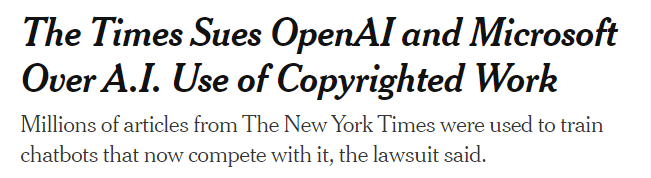 The Times Sues OpenAI and Microsoft
Over A.I. Use of Copyrighted Work
Millions of articles from The New York Times were used to train
chatbots that now compete with it, the lawsuit said.